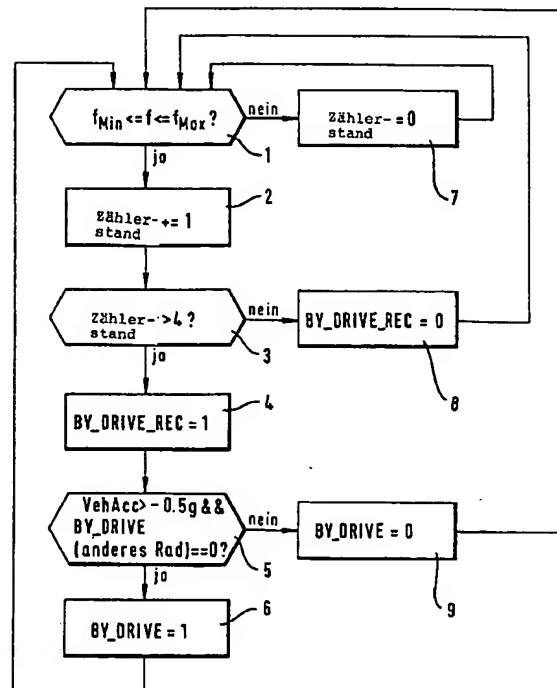 fMin<=f<=fMax?
nein
Zähler-=0
stand
1
7
ja
2
Zähler-+=1
stand
Zähler->4?
stand
nein
BY_DRIVE_REC = 0
3
8
ja
4
BY_DRIVE_REC = 1
VehAcc>-0.5g&&
BY_DRIVE
(anderes Rad)==0?
nein
BY_DRIVE = 0
5
9
ja
6
BY_DRIVE = 1